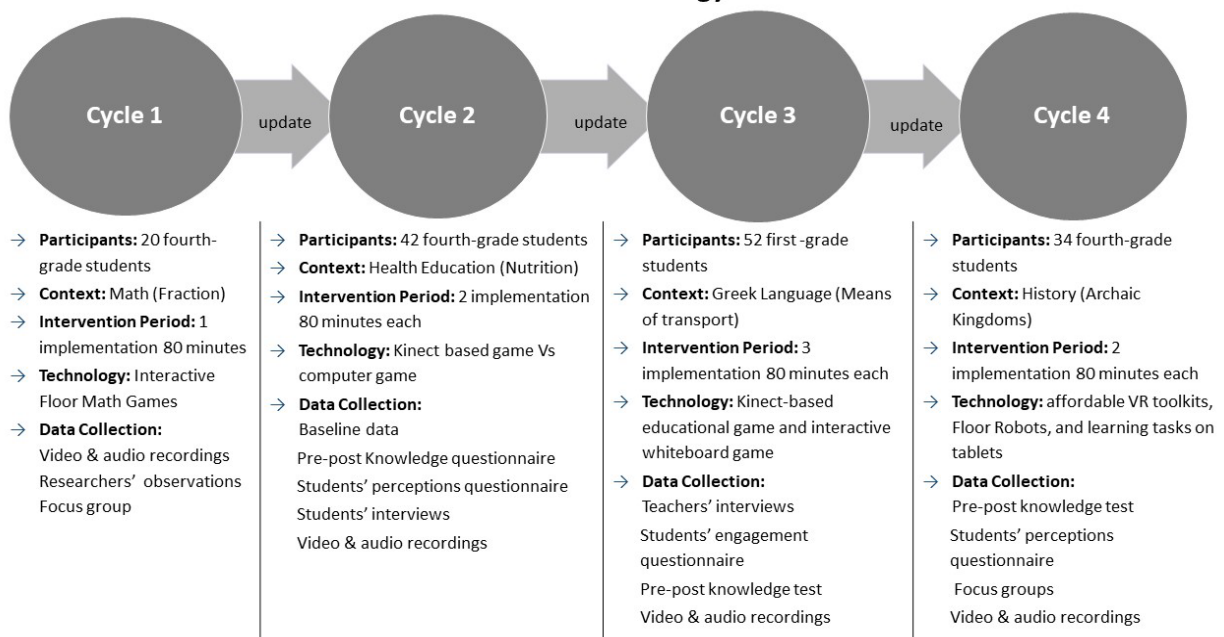 Cycle 1
update
Cycle 2
update
Cycle 3
update
Cycle 4
→ Participants: 20 fourth-
grade students
→ Context: Math (Fraction)
→ Intervention Period: 1
implementation 80 minutes
→ Technology: Interactive
Floor Math Games
→ Data Collection:
Video & audio recordings
Researchers' observations
Focus group
→ Participants: 42 fourth-grade students
→ Context: Health Education (Nutrition)
→ Intervention Period: 2 implementation
80 minutes each
→ Technology: Kinect based game Vs
computer game
→ Data Collection:
Baseline data
Pre-post Knowledge questionnaire
Students' perceptions questionnaire
Students' interviews
Video & audio recordings
→ Participants: 52 first -grade
students
→ Context: Greek Language (Means
of transport)
→ Intervention Period: 3
implementation 80 minutes each
→ Technology: Kinect-based
educational game and interactive
whiteboard game
→ Data Collection:
Teachers' interviews
Students' engagement
questionnaire
Pre-post knowledge test
Video & audio recordings
→ Participants: 34 fourth-grade
students
→ Context: History (Archaic
Kingdoms)
→ Intervention Period: 2
implementation 80 minutes each
→ Technology: affordable VR toolkits,
Floor Robots, and learning tasks on
tablets
→ Data Collection:
Pre-post knowledge test
Students' perceptions
questionnaire
Focus groups
Video & audio recordings